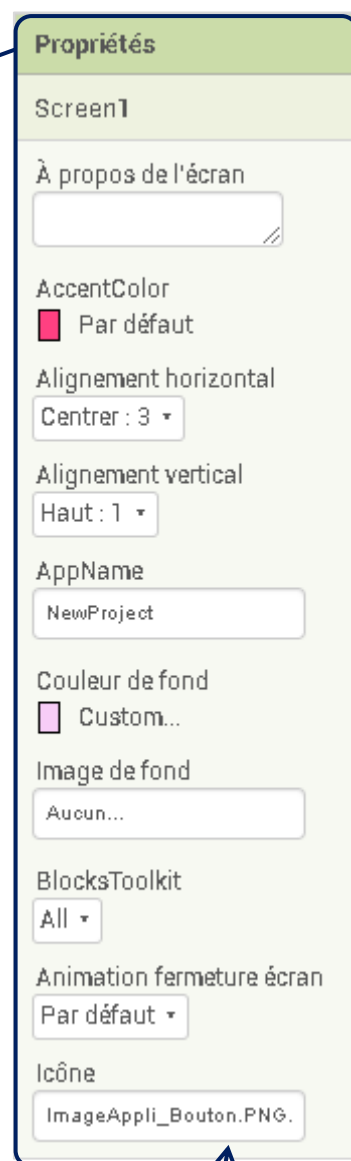 Propriétés
Screen1
À propos de l'écran
AccentColor
Par défaut
Alignement horizontal
Centrer : 3
Alignement vertical
Haut : 1
AppName
NewProject
Couleur de fond
Custom...
Image de fond
Aucun...
BlocksToolkit
All
Animation fermeture écran
Par défaut
Icône
ImageAppli_Bouton.PNG.